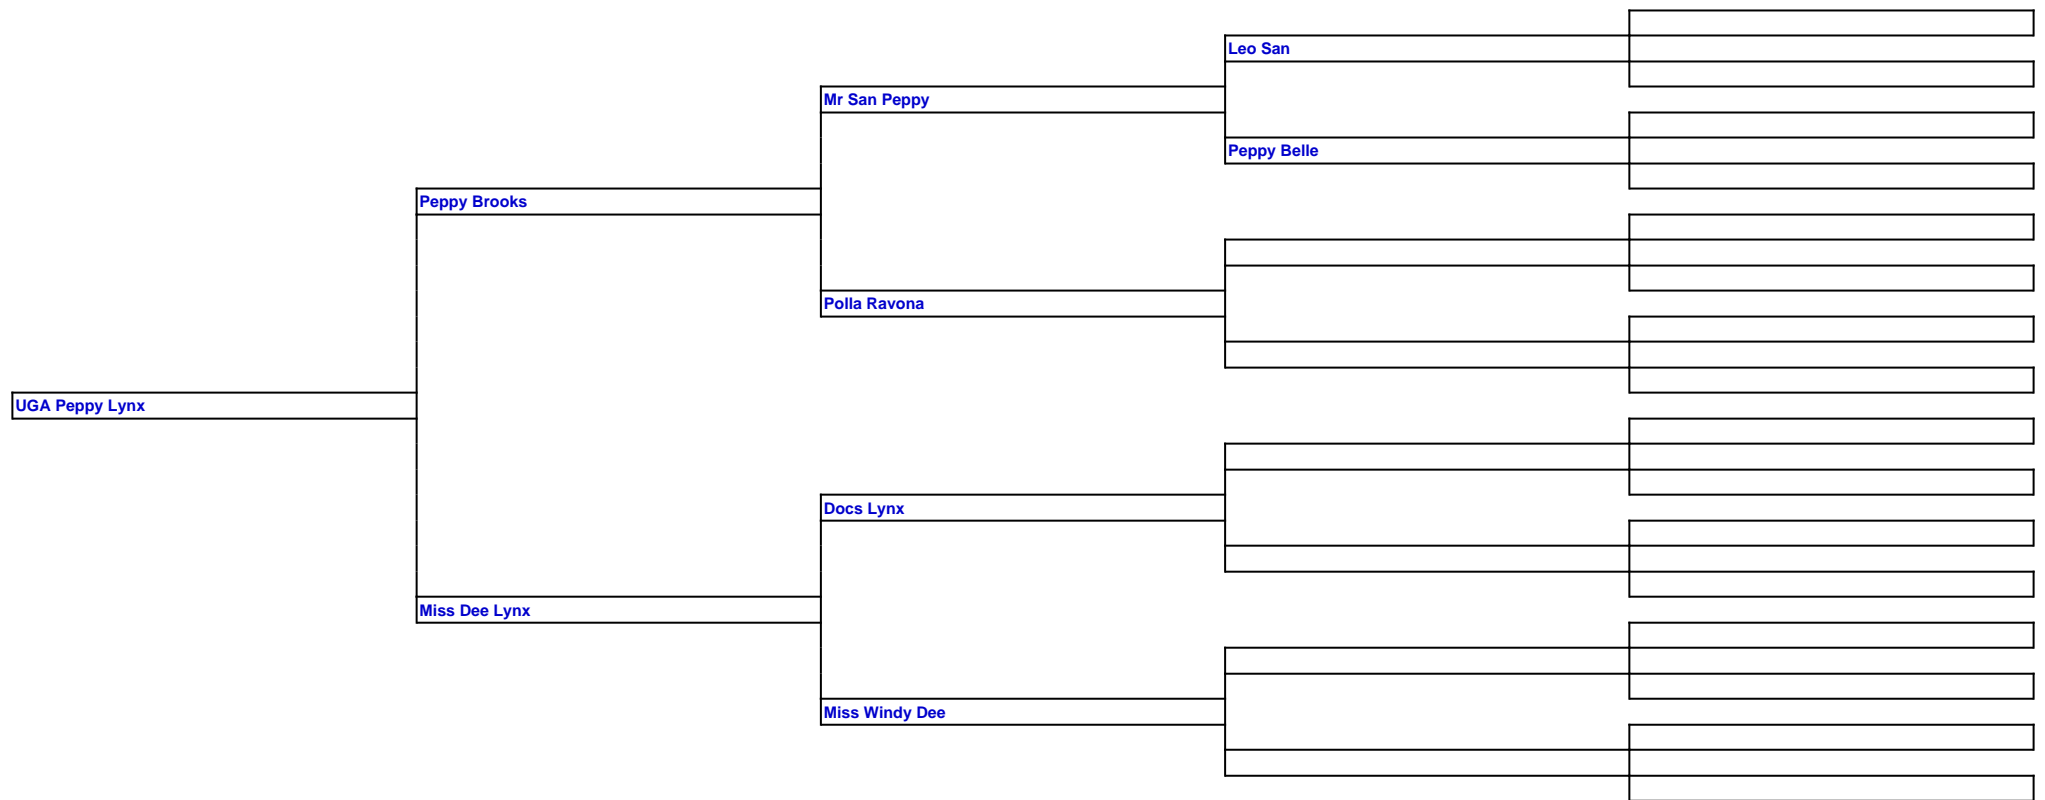 Leo San
Mr San Peppy
Peppy Belle
Peppy Brooks
Polla Ravona
UGA Peppy Lynx
Docs Lynx
Miss Dee Lynx
Miss Windy Dee